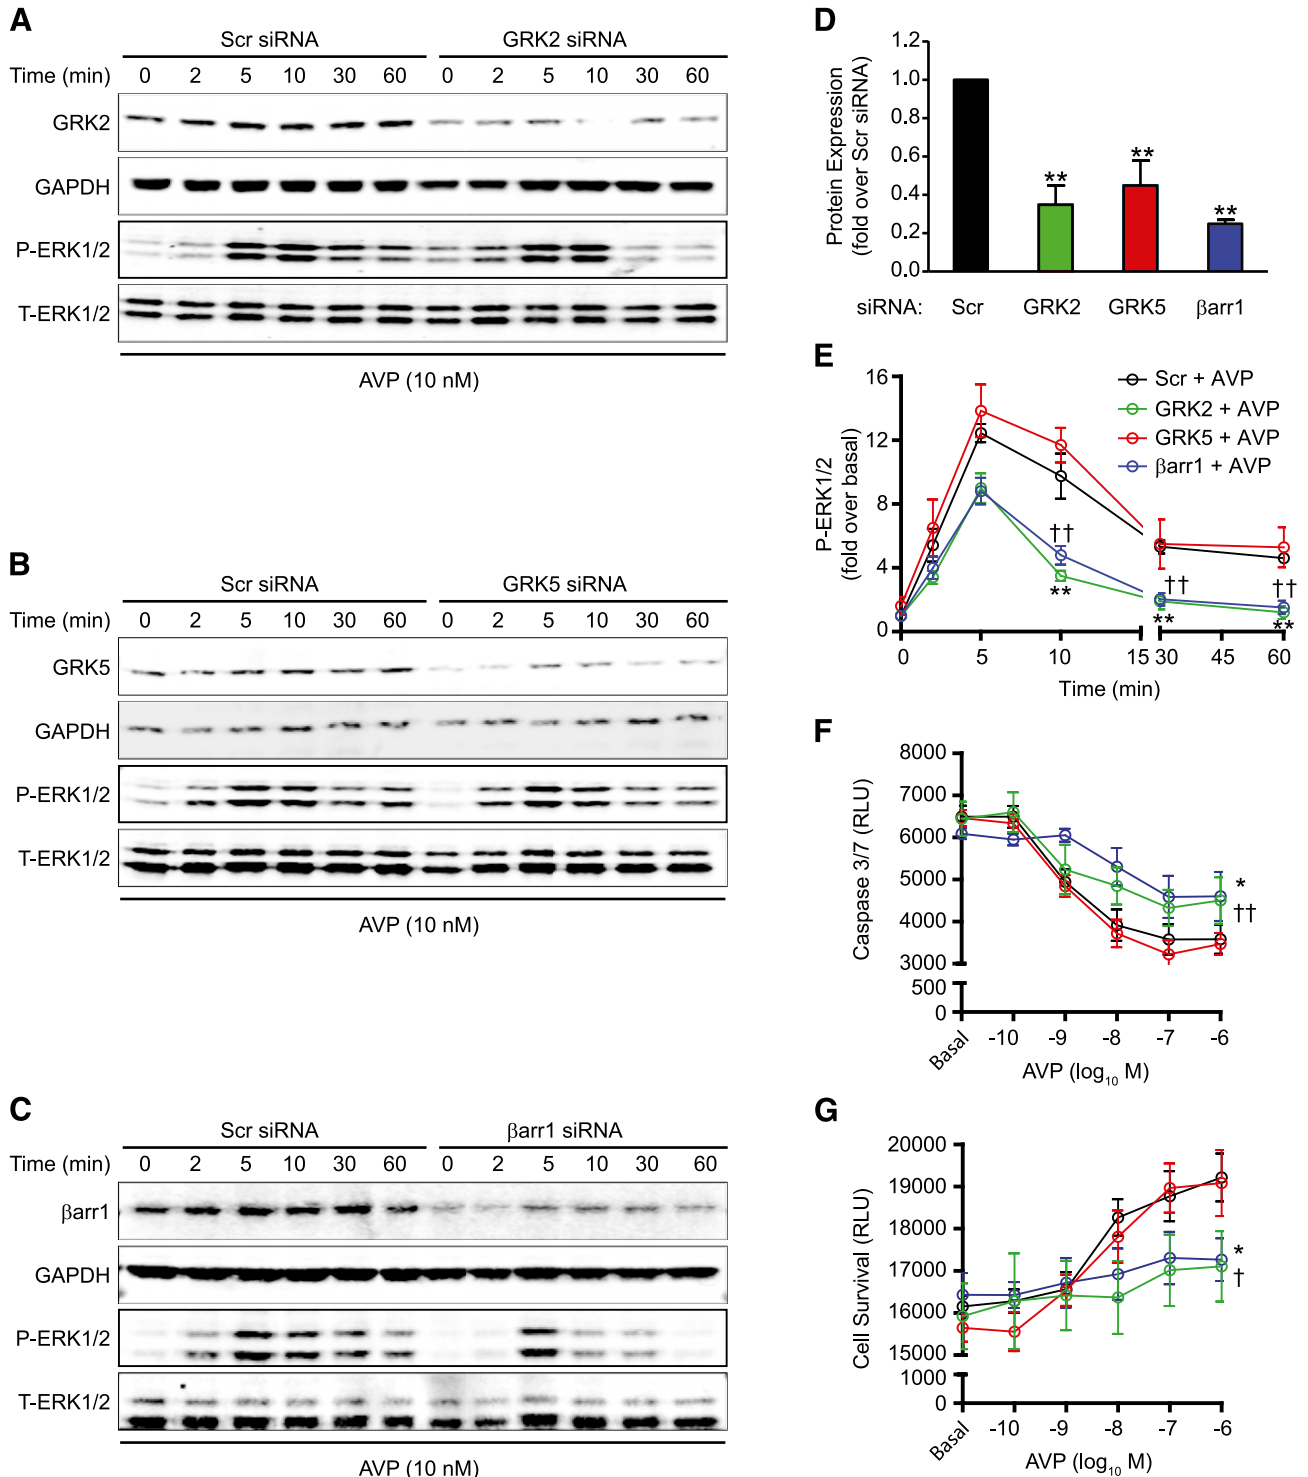 A
Scr siRNA GRK2 siRNA
Time (min) 0 2 5 10 30 60 0 2 5 10 30 60
GRK2
GAPDH
P-ERK1/2
T-ERK1/2
AVP (10 nM)
B
Scr siRNA GRK5 siRNA
Time (min) 0 2 5 10 30 60 0 2 5 10 30 60
GRK5
GAPDH
P-ERK1/2
T-ERK1/2
AVP (10 nM)
C
Scr siRNA βarr1 siRNA
Time (min) 0 2 5 10 30 60 0 2 5 10 30 60
βarr1
GAPDH
P-ERK1/2
T-ERK1/2
AVP (10 nM)
D
Protein Expression
(fold over Scr siRNA)
1.2
1.0
0.8
0.6
0.4
0.2
0.0
** ** **
siRNA: Scr GRK2 GRK5 βarr1
E
P-ERK1/2
(fold over basal)
16
12
8
4
0
Scr + AVP
GRK2 + AVP
GRK5 + AVP
βarr1 + AVP
†† †† ††
** ** **
0 5 10 15 30 45 60
Time (min)
F
Caspase 3/7 (RLU)
8000
7000
6000
5000
4000
3000
500
0
*
††
Basal -10 -9 -8 -7 -6
AVP (log10 M)
G
Cell Survival (RLU)
20000
19000
18000
17000
16000
15000
1000
0
*
†
Basal -10 -9 -8 -7 -6
AVP (log10 M)